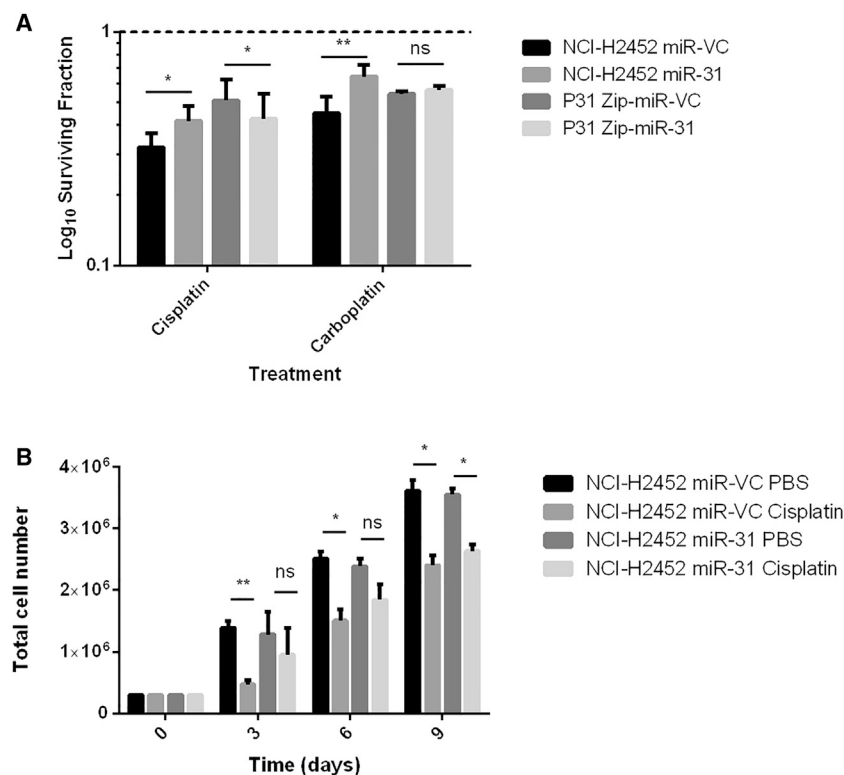 A
Log10 Surviving Fraction
1
0.1
*
*
**
ns
Cisplatin
Carboplatin
Treatment
NCI-H2452 miR-VC
NCI-H2452 miR-31
P31 Zip-miR-VC
P31 Zip-miR-31
B
Total cell number
4×10⁶
3×10⁶
2×10⁶
1×10⁶
0
**
ns
*
ns
*
*
0
3
6
9
Time (days)
NCI-H2452 miR-VC PBS
NCI-H2452 miR-VC Cisplatin
NCI-H2452 miR-31 PBS
NCI-H2452 miR-31 Cisplatin